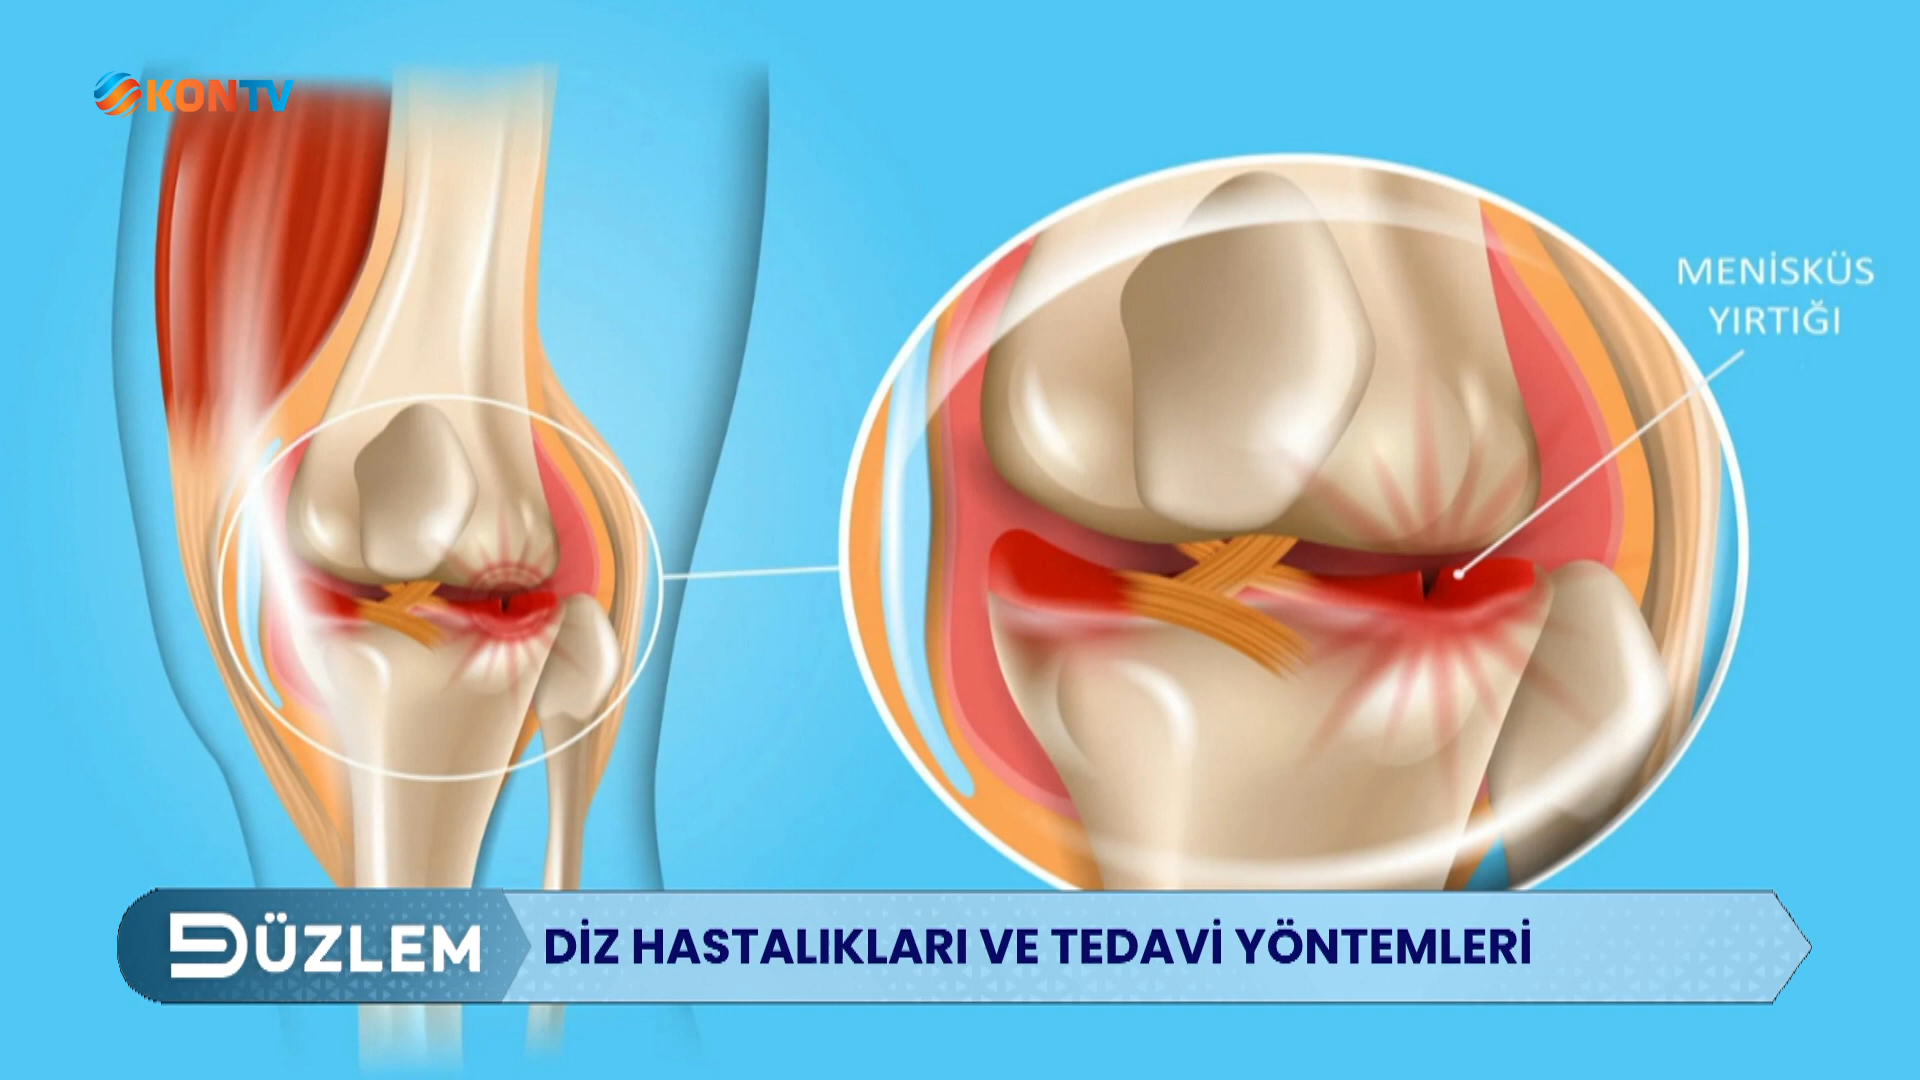 KONTV
MENİSKÜS
YIRTIĞI
DÜZLEM
DİZ HASTALIKLARI VE TEDAVİ YÖNTEMLERİ